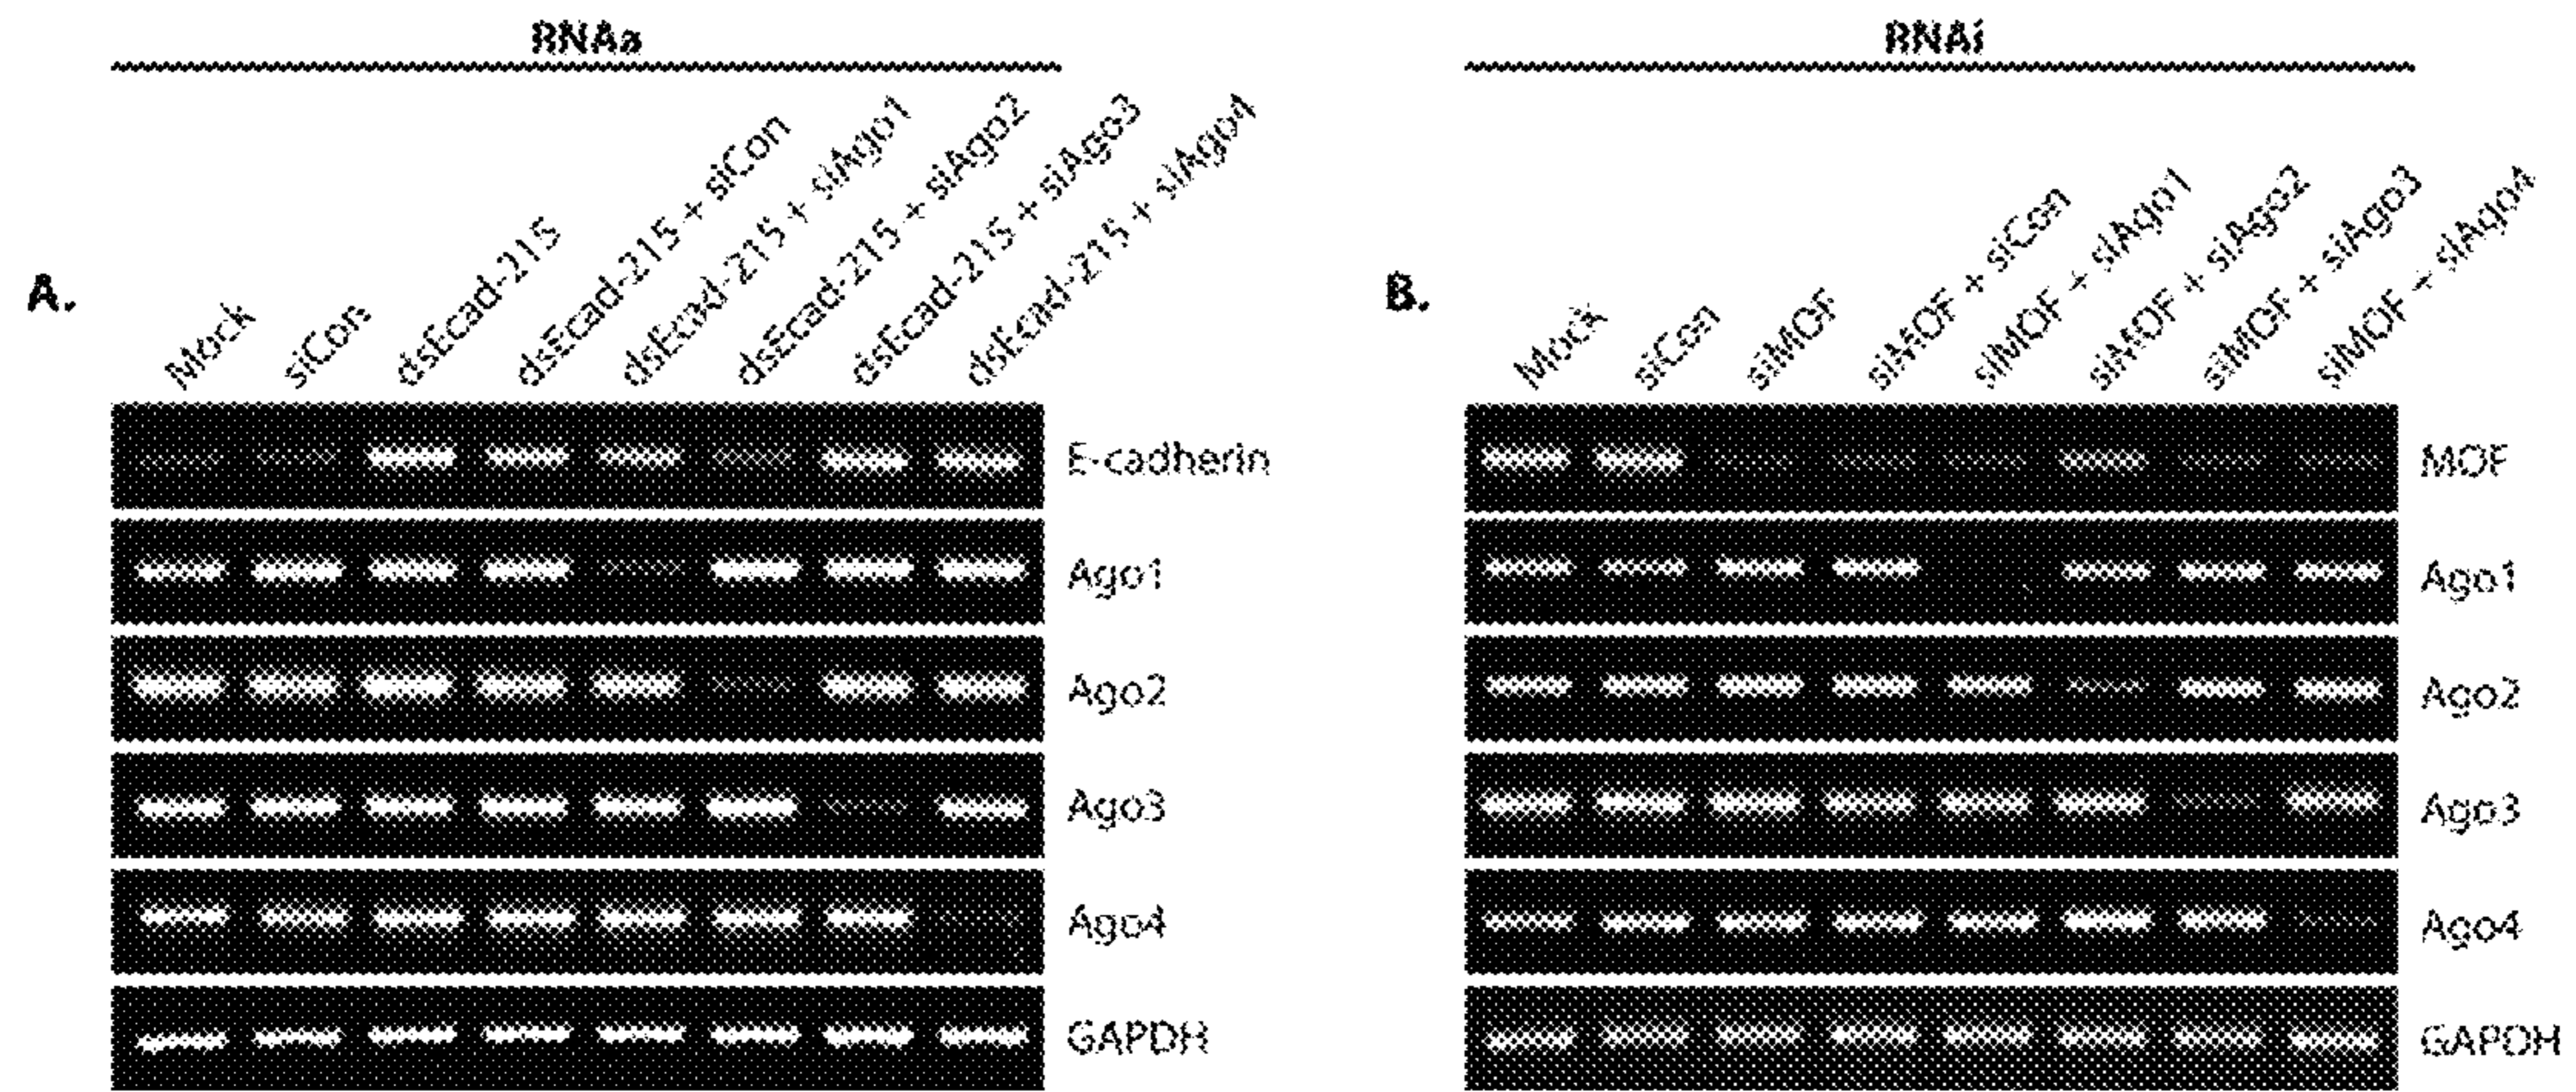 RNAa
A.
Mock
siCon
dsEcad-215
dsEcad-215 + siCon
dsEcad-215 + siAgo1
dsEcad-215 + siAgo2
dsEcad-215 + siAgo3
dsEcad-215 + siAgo4
E-cadherin
Ago1
Ago2
Ago3
Ago4
GAPDH
RNAi
B.
Mock
siCon
siMOF
siMOF + siCon
siMOF + siAgo1
siMOF + siAgo2
siMOF + siAgo3
siMOF + siAgo4
MOF
Ago1
Ago2
Ago3
Ago4
GAPDH